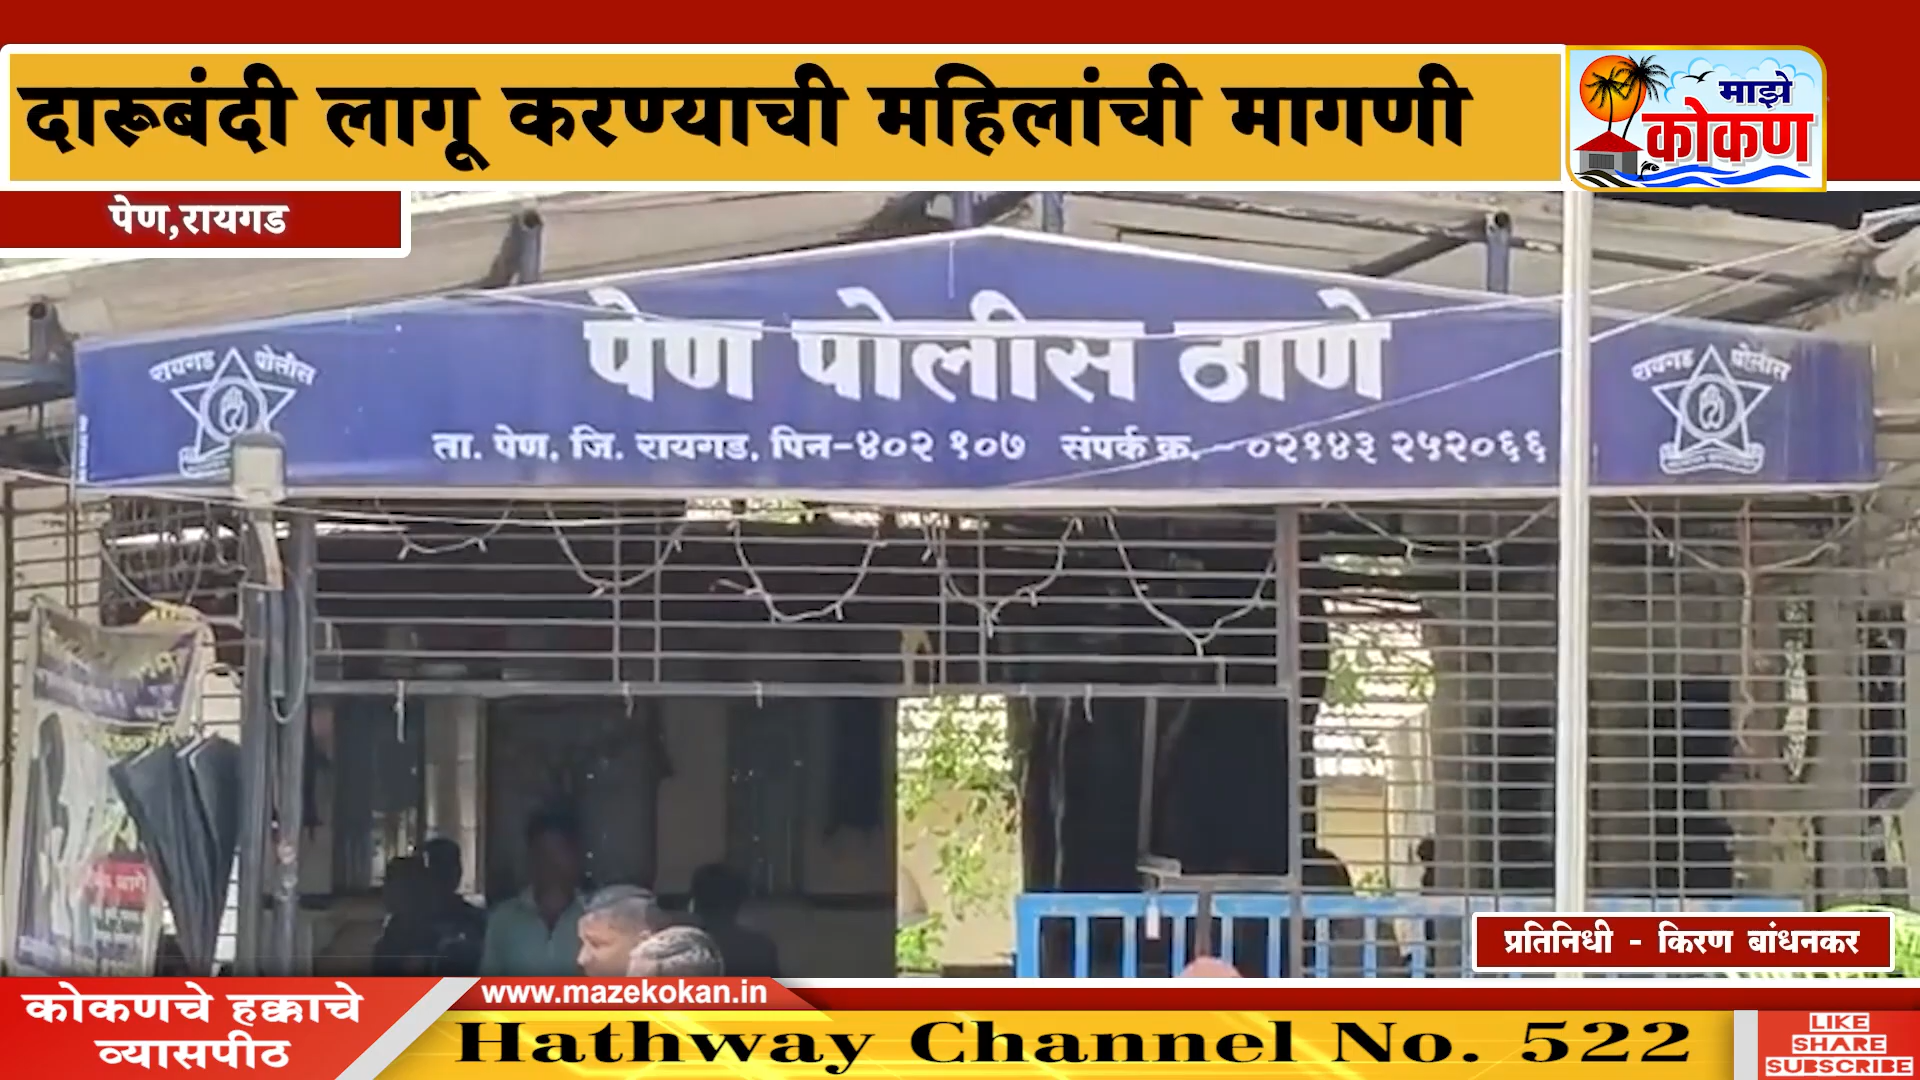 दारूबंदी लागू करण्याची महिलांची मागणी
माझे
कोकण
पेण,रायगड
पेण पोलीस ठाणे
रायगड पोलीस
रायगड पोलीस
ता. पेण, जि. रायगड, पिन-४०२ १०७ संपर्क क्र. - ०२१४३ २५२०६६
प्रतिनिधी - किरण बांधनकर
कोकणचे हक्काचे
व्यासपीठ
www.mazekokan.in
Hathway Channel No. 522
LIKE
SHARE
SUBSCRIBE